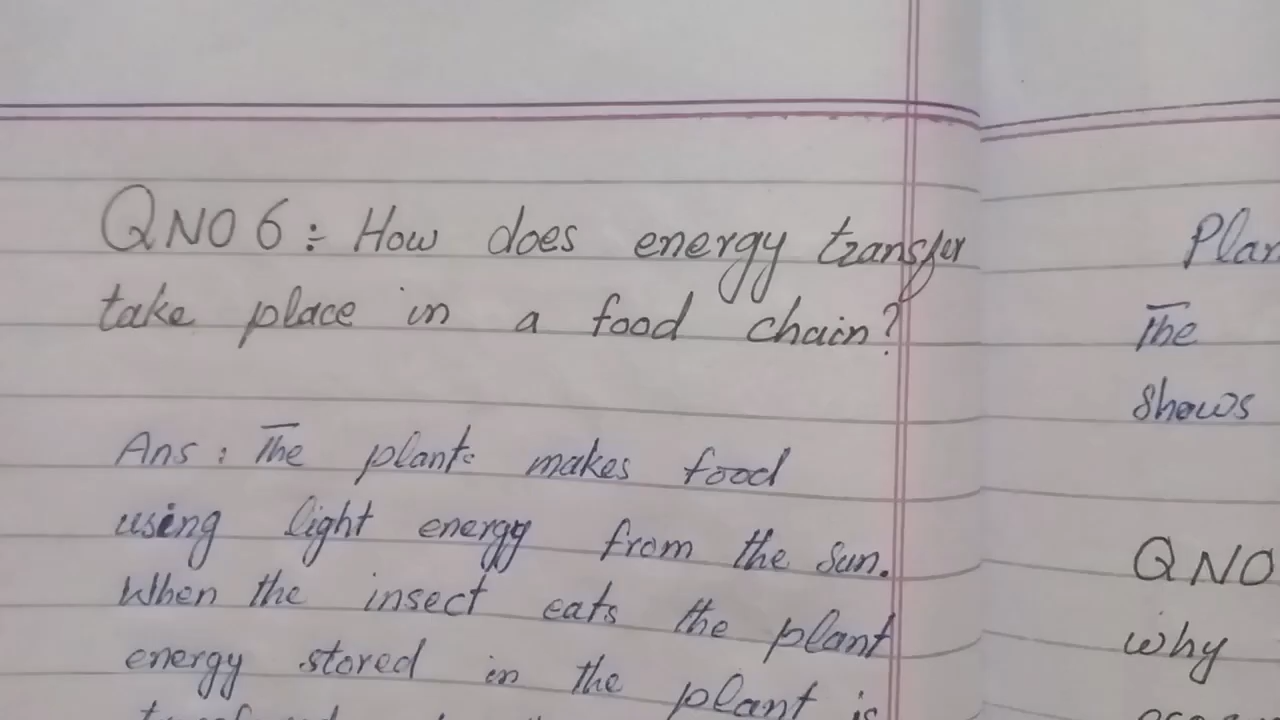 QNO 6 :- How does energy transfer
take place in a food chain?
Ans : The plant makes food
using light energy from the sun.
When the insect eats the plant
energy stored in the plant is
The
Shows
QNO
why